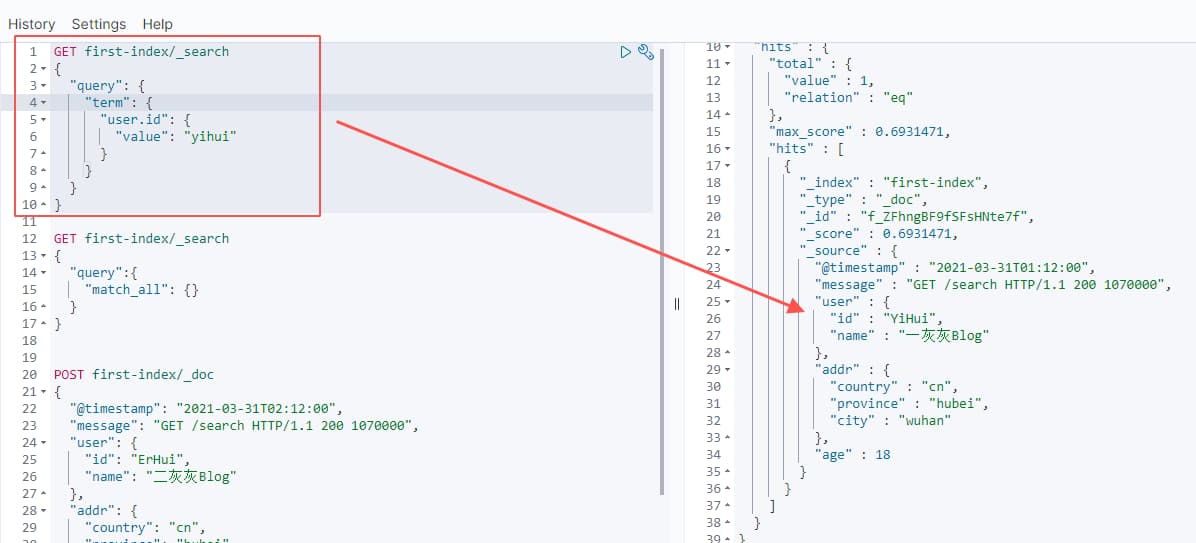 History Settings Help
1 GET first-index/_search
2 {
3 "query": {
4 "term": {
5 "user.id": {
6 "value": "yihui"
7 }
8 }
9 }
10 }
11
12 GET first-index/_search
13 {
14 "query":{
15 "match_all": {}
16 }
17 }
18
19
20 POST first-index/_doc
21 {
22 "@timestamp": "2021-03-31T02:12:00",
23 "message": "GET /search HTTP/1.1 200 1070000",
24 "user": {
25 "id": "ErHui",
26 "name": "二灰灰Blog"
27 },
28 "addr": {
29 "country": "cn",
30 "province": "hubei"
10 "hits" : {
11 "total" : {
12 "value" : 1,
13 "relation" : "eq"
14 },
15 "max_score" : 0.6931471,
16 "hits" : [
17 {
18 "_index" : "first-index",
19 "_type" : "_doc",
20 "_id" : "f_ZFhngBF9fSFsHNte7f",
21 "_score" : 0.6931471,
22 "_source" : {
23 "@timestamp" : "2021-03-31T01:12:00",
24 "message" : "GET /search HTTP/1.1 200 1070000",
25 "user" : {
26 "id" : "YiHui",
27 "name" : "一灰灰Blog"
28 },
29 "addr" : {
30 "country" : "cn",
31 "province" : "hubei",
32 "city" : "wuhan"
33 },
34 "age" : 18
35 }
36 }
37 ]
38 }
39 }